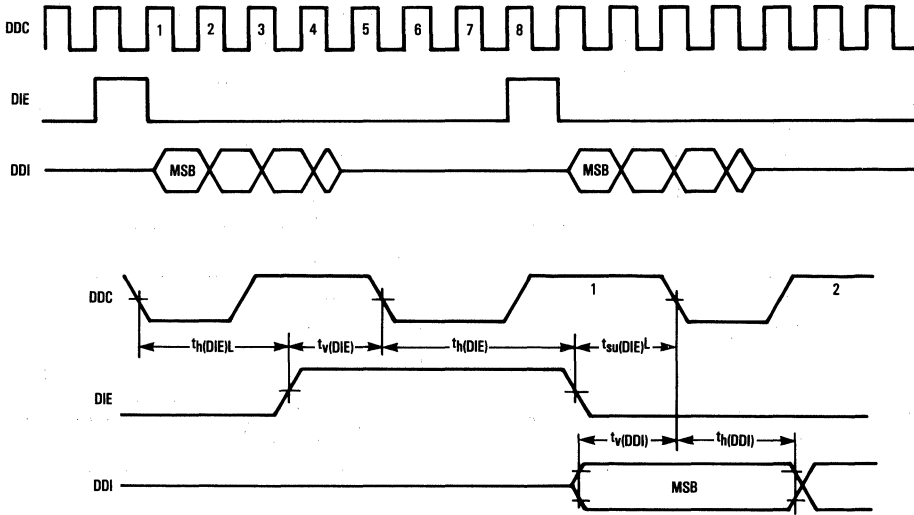 DDC 1 2 3 4 5 6 7 8
DIE
DDI MSB MSB
DDC 1 2
th(DIE)L tv(DIE) th(DIE) tsu(DIE)L
DIE
tv(DDI) th(DDI)
DDI MSB